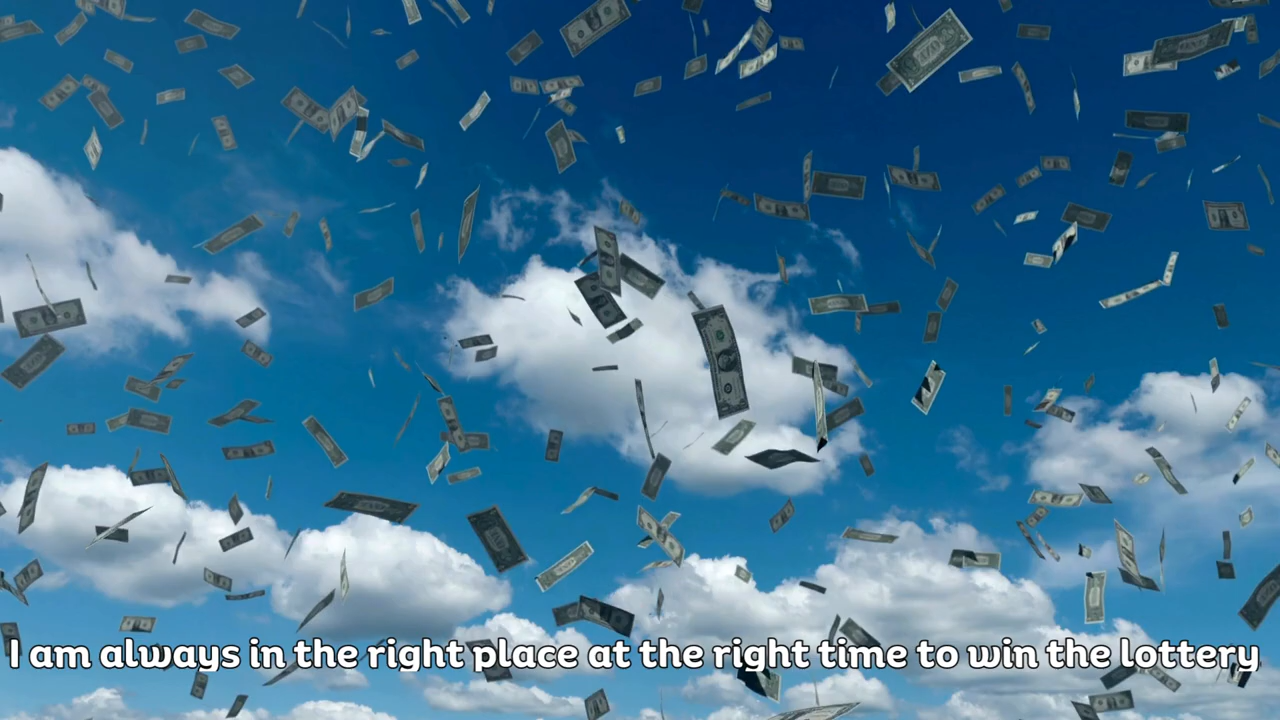 I am always in the right place at the right time to win the lottery